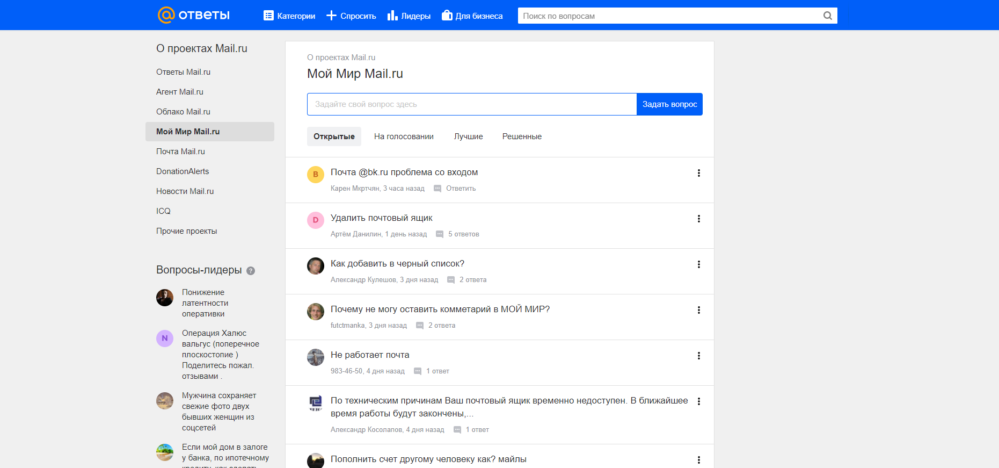 ответы
Категории
Спросить
Лидеры
Для бизнеса
Поиск по вопросам
О проектах Mail.ru
Ответы Mail.ru
Агент Mail.ru
Облако Mail.ru
Мой Мир Mail.ru
Почта Mail.ru
DonationAlerts
Новости Mail.ru
ICQ
Прочие проекты
Вопросы-лидеры ?
Понижение
латентности
оперативки
N
Операция Халюс
вальгус (поперечное
плоскостопие )
Поделитесь пожал.
отзывами .
Мужчина сохраняет
свежие фото двух
бывших женщин из
соцсетей
Если мой дом в залоге
у банка, по ипотечному
О проектах Mail.ru
Мой Мир Mail.ru
Задайте свой вопрос здесь
Задать вопрос
Открытые На голосовании Лучшие Решенные
B
Почта @bk.ru проблема со входом
Карен Мкртчян, 3 часа назад Ответить
D
Удалить почтовый ящик
Артём Данилин, 1 день назад 5 ответов
Как добавить в черный список?
Александр Кулешов, 3 дня назад 2 ответа
Почему не могу оставить комметарий в МОЙ МИР?
futctmanka, 3 дня назад 2 ответа
Не работает почта
983-46-50, 4 дня назад 1 ответ
По техническим причинам Ваш почтовый ящик временно недоступен. В ближайшее
время работы будут закончены,...
Александр Косолапов, 4 дня назад 1 ответ
Пополнить счет другому человеку как? майлы